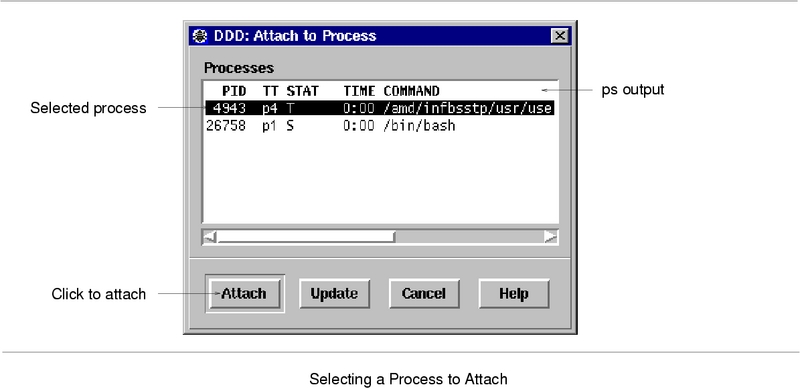 DDD: Attach to Process
Processes
PID TT STAT TIME COMMAND
ps output
Selected process
4943 p4 T 0:00 /amd/infbsstp/usr/use
26758 p1 S 0:00 /bin/bash
Click to attach
Attach Update Cancel Help
Selecting a Process to Attach